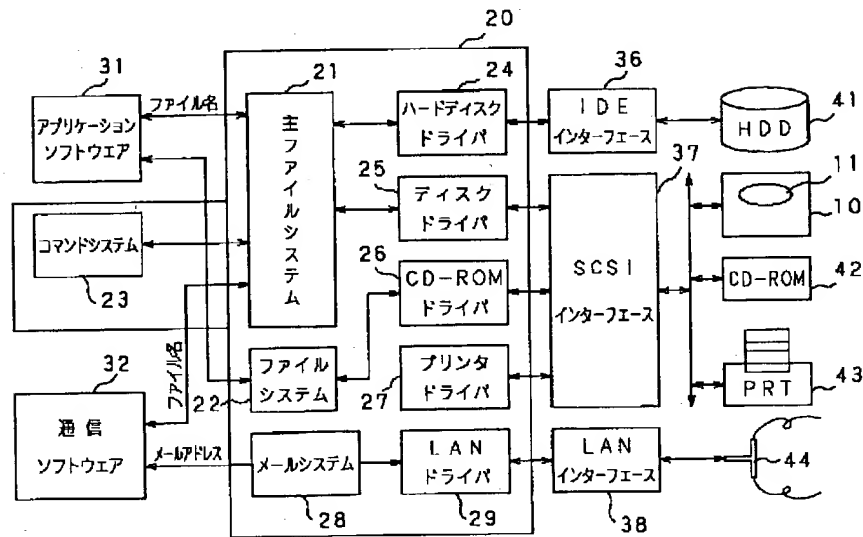 20
31
アプリケーション
ソフトウエア
ファイル名
21
主ファイルシステム
24
ハードディスク
ドライバ
36
IDE
インターフェース
HDD
41
コマンドシステム
23
25
ディスク
ドライバ
37
SCSI
インターフェース
11
10
26
CD-ROM
ドライバ
CD-ROM
42
ファイル
システム
22
プリンタ
ドライバ
27
PRT
43
32
通信
ソフトウエア
ファイル名
メールアドレス
メールシステム
28
LAN
ドライバ
29
LAN
インターフェース
38
44